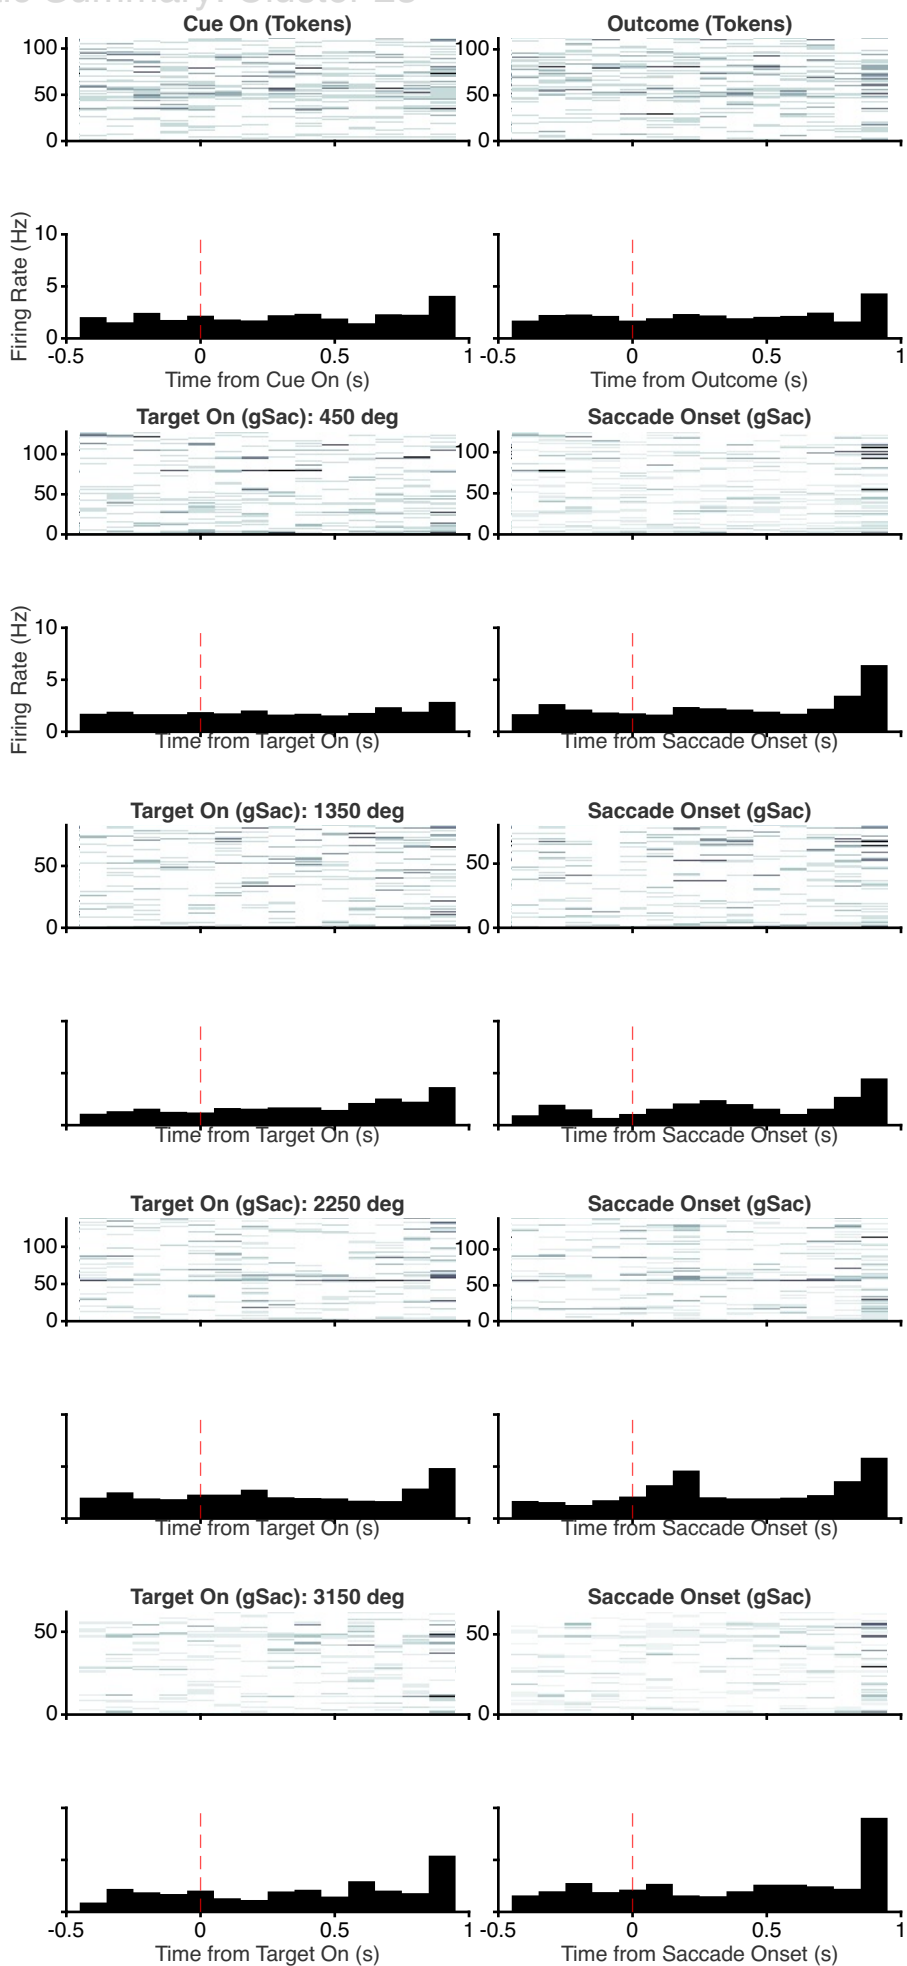 Summary: Cluster
Cue On (Tokens) Outcome (Tokens)
100 100
50 50
0 0
Firing Rate (Hz)
10
5
0
-0.5 0 0.5 1 -0.5 0 0.5 1
Time from Cue On (s) Time from Outcome (s)
Target On (gSac): 450 deg Saccade Onset (gSac)
100 100
50 50
0 0
Firing Rate (Hz)
10
5
0
Time from Target On (s) Time from Saccade Onset (s)
Target On (gSac): 1350 deg Saccade Onset (gSac)
50 50
0 0
Time from Target On (s) Time from Saccade Onset (s)
Target On (gSac): 2250 deg Saccade Onset (gSac)
100 100
50 50
0 0
Time from Target On (s) Time from Saccade Onset (s)
Target On (gSac): 3150 deg Saccade Onset (gSac)
50 50
0 0
-0.5 0 0.5 1 -0.5 0 0.5 1
Time from Target On (s) Time from Saccade Onset (s)